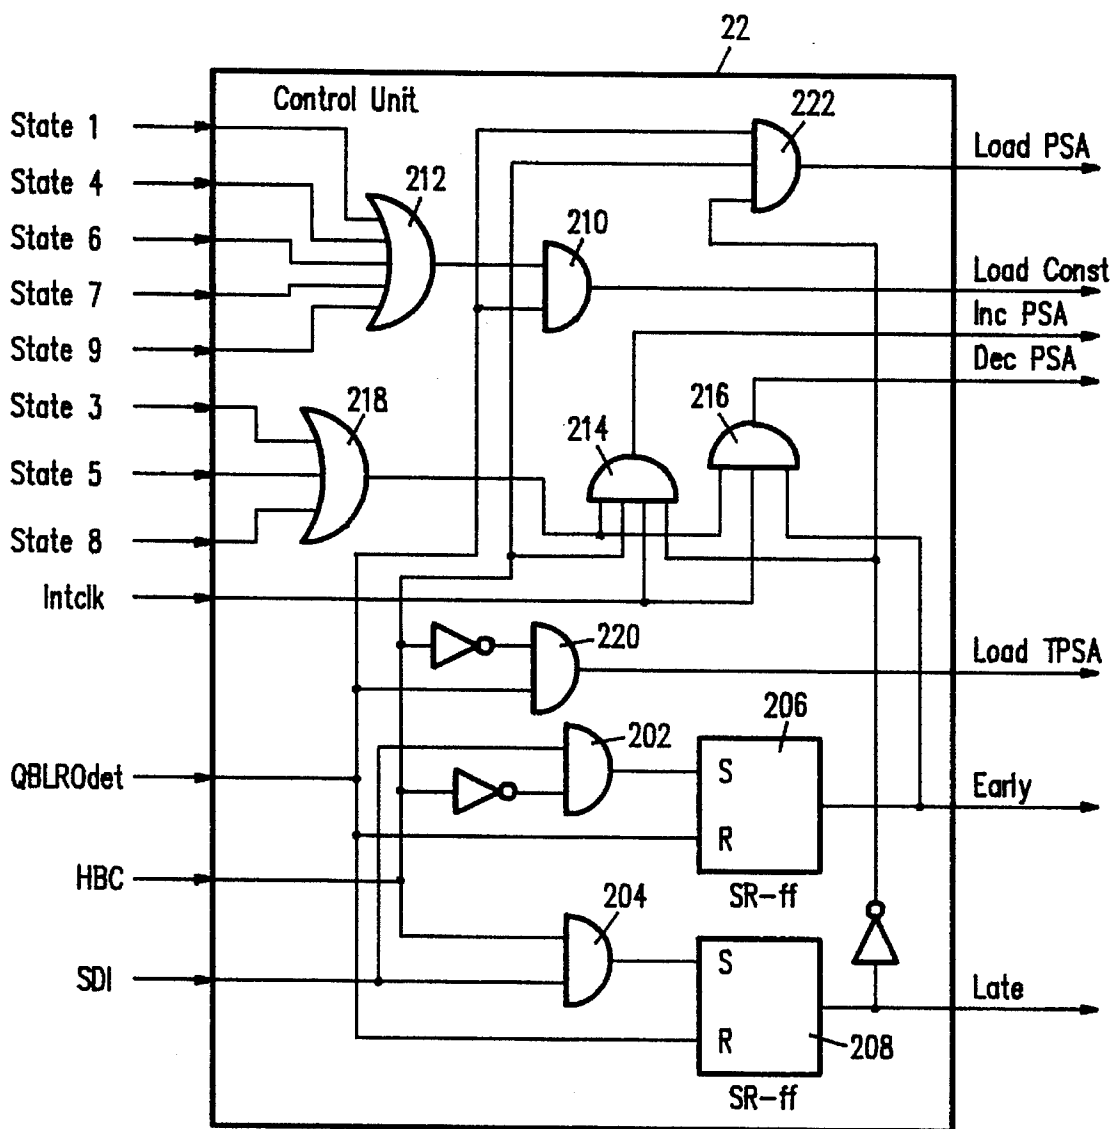 22
Control Unit
222
State 1
Load PSA
State 4
212
210
State 6
Load Const
State 7
Inc PSA
State 9
Dec PSA
State 3
218
216
214
State 5
State 8
Intclk
220
Load TPSA
206
202
S
QBLROdet
Early
R
HBC
SR-ff
204
S
SDI
Late
R
208
SR-ff